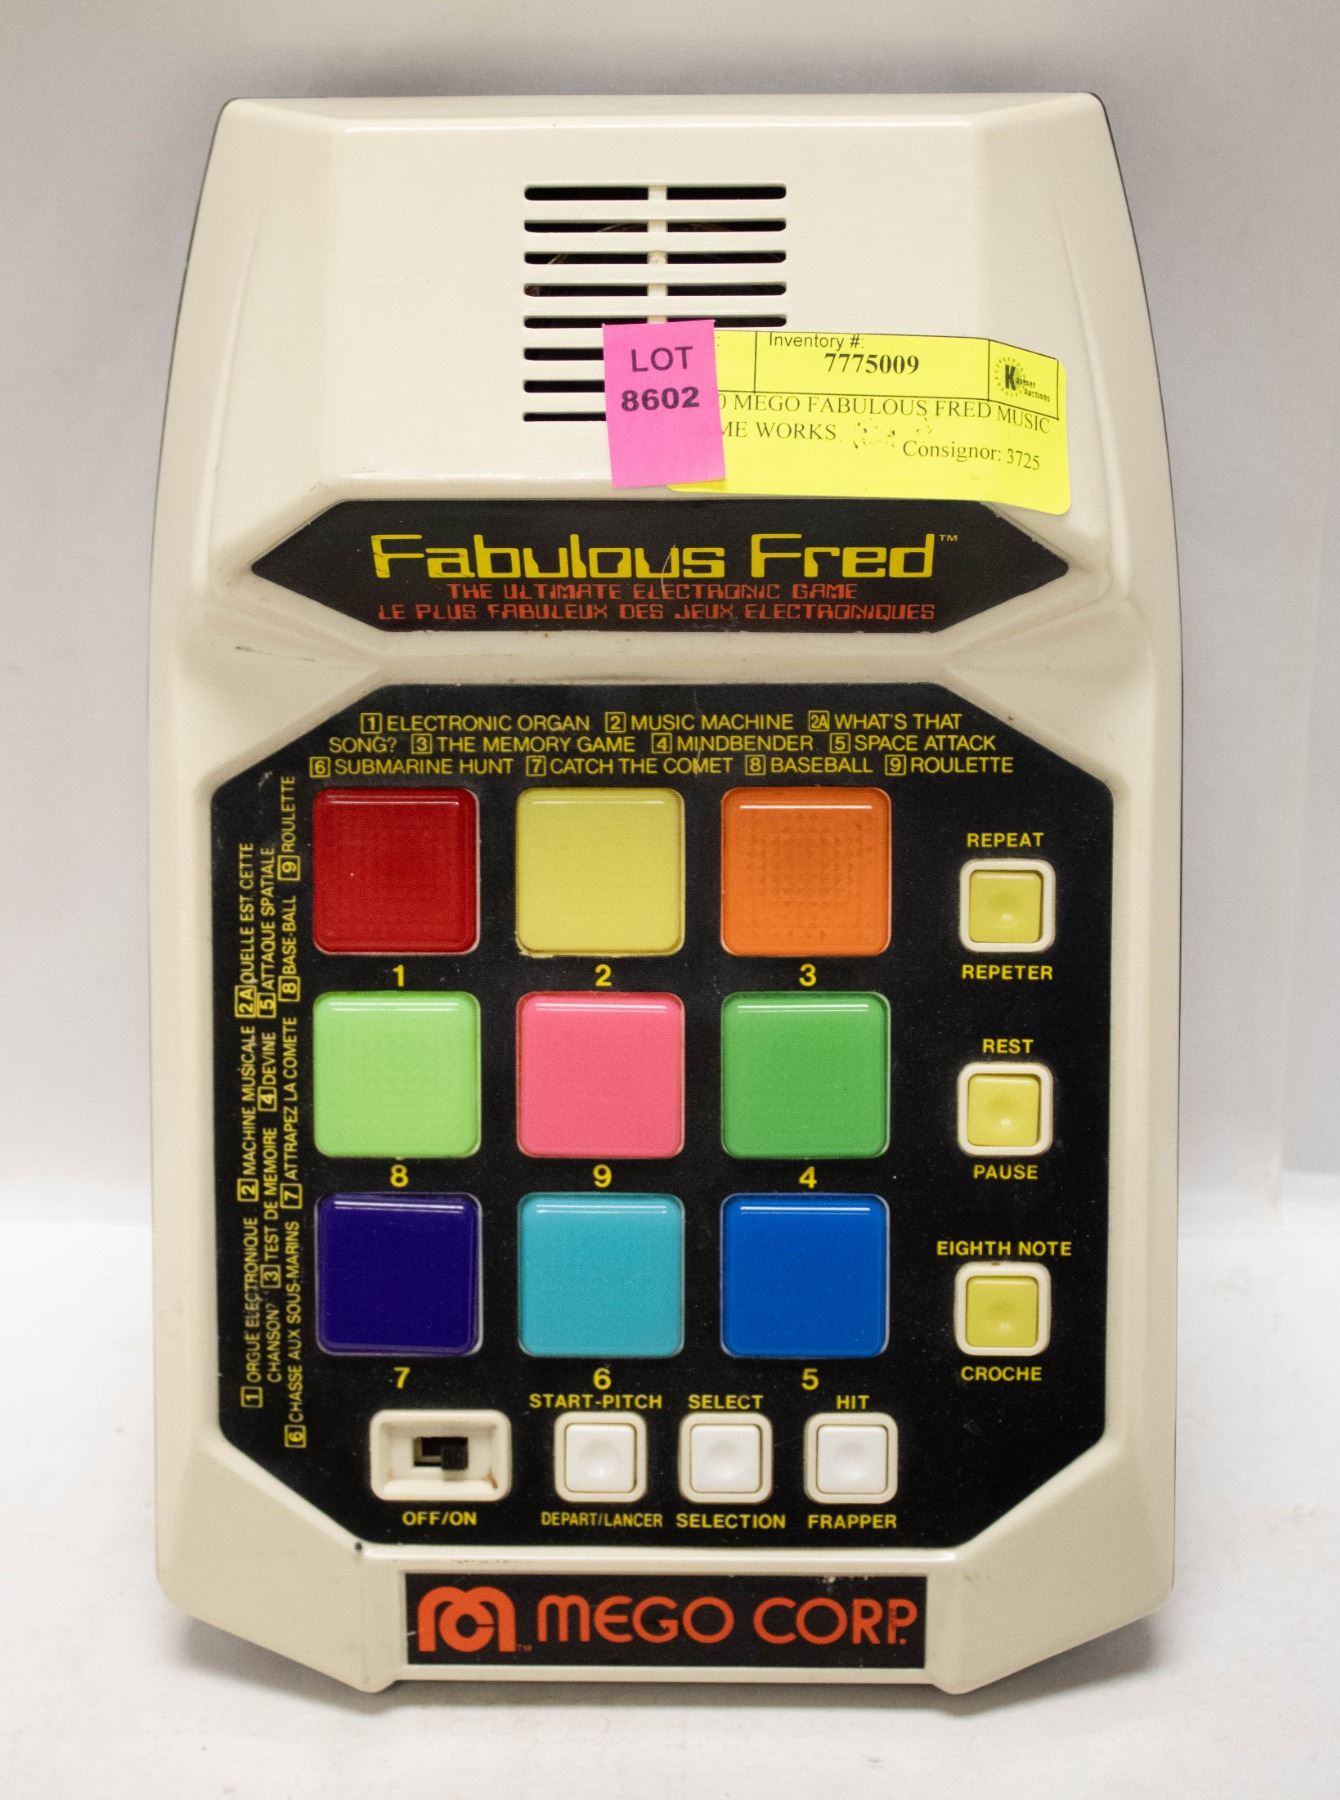 LOT
8602
Inventory #:
7775009
Kastner
Auctions
0 MEGO FABULOUS FRED MUSIC
ME WORKS
Consignor: 3725
Fabulous Fred™
THE ULTIMATE ELECTRONIC GAME
LE PLUS FABULEUX DES JEUX ELECTRONIQUES
1 ELECTRONIC ORGAN 2 MUSIC MACHINE 2A WHAT'S THAT
SONG? 3 THE MEMORY GAME 4 MINDBENDER 5 SPACE ATTACK
6 SUBMARINE HUNT 7 CATCH THE COMET 8 BASEBALL 9 ROULETTE
1 ORGUE ELECTRONIQUE 2 MACHINE MUSICALE 2A QUELLE EST CETTE
CHANSON? 3 TEST DE MEMOIRE 4 DEVINE 5 ATTAQUE SPATIALE
6 CHASSE AUX SOUS-MARINS 7 ATTRAPEZ LA COMETE 8 BASE-BALL 9 ROULETTE
1 2 3
REPEAT
REPETER
8 9 4
REST
PAUSE
7 6 5
EIGHTH NOTE
CROCHE
START-PITCH SELECT HIT
OFF/ON DEPART/LANCER SELECTION FRAPPER
MEGO CORP.